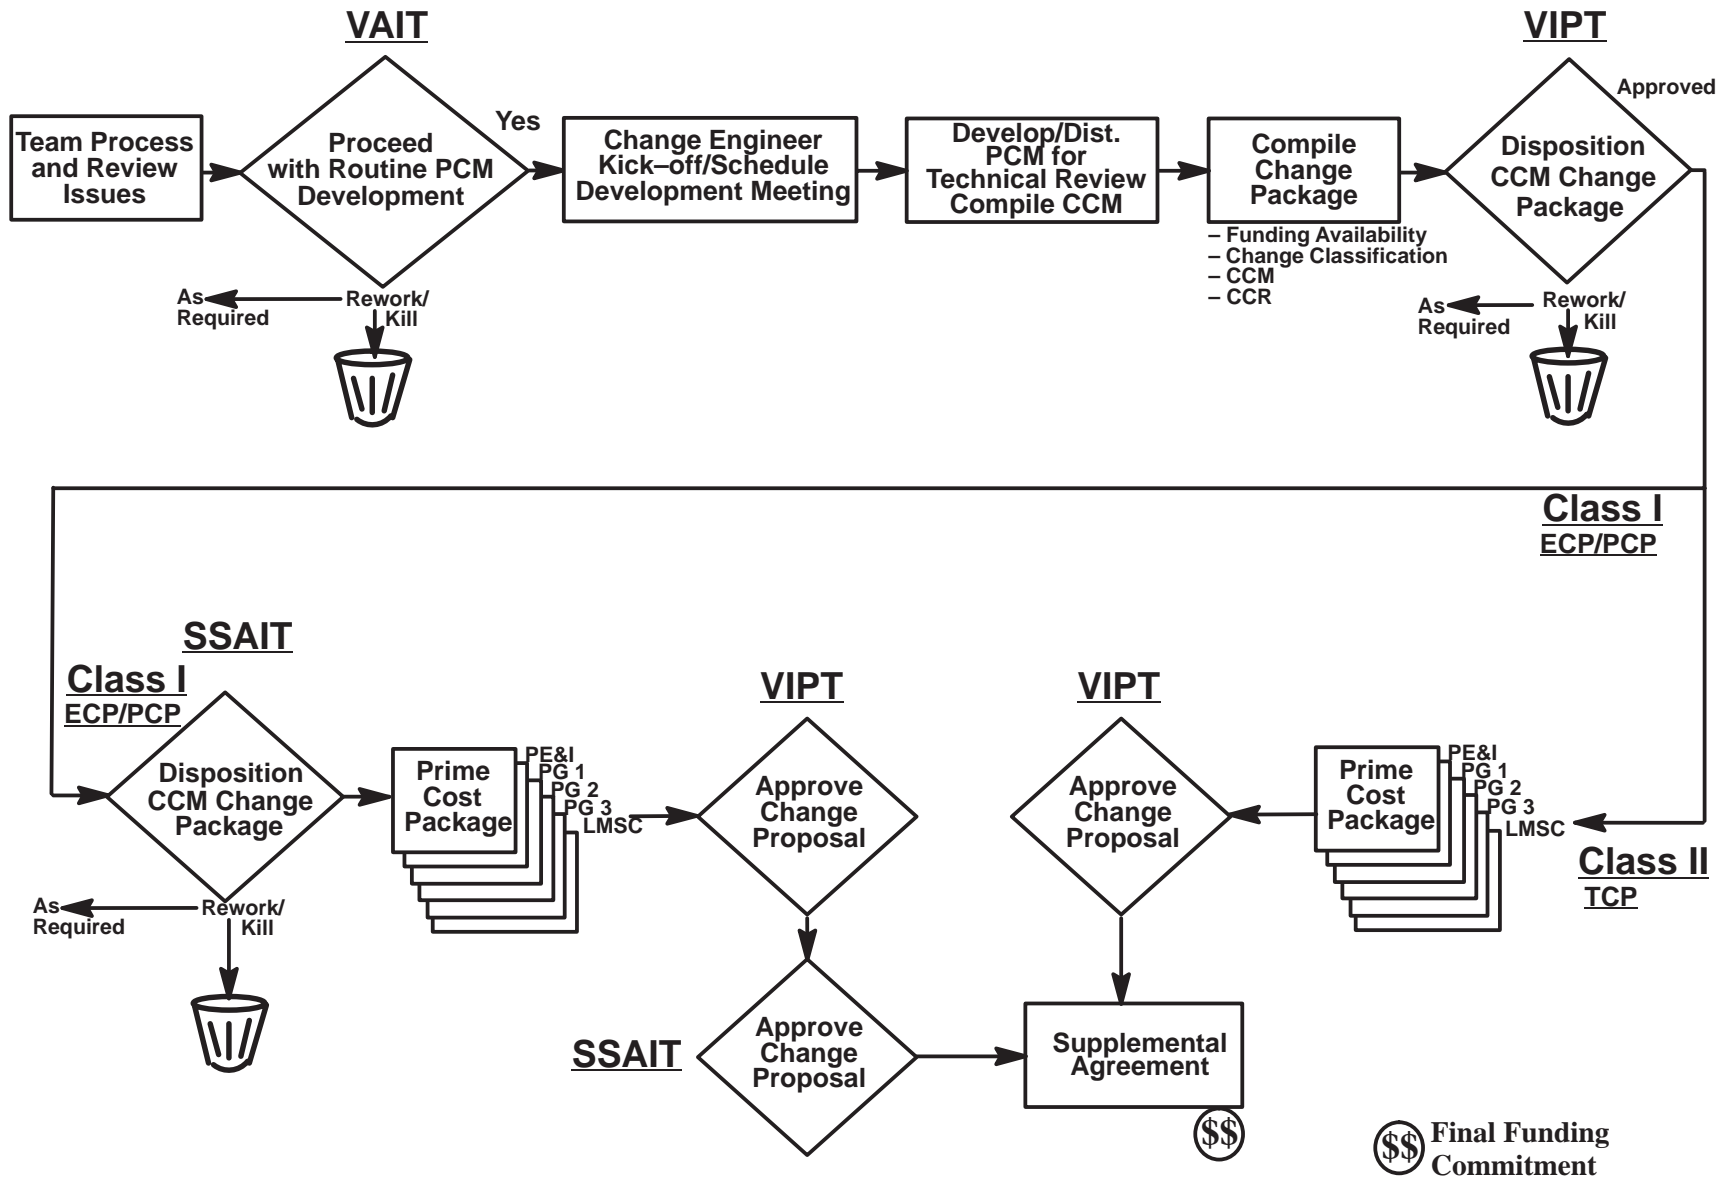 VAIT
VIPT
Approved
Team Process
and Review
Issues
Proceed
with Routine PCM
Development
Yes
Change Engineer
Kick–off/Schedule
Development Meeting
Develop/Dist.
PCM for
Technical Review
Compile CCM
Compile
Change
Package
– Funding Availability
– Change Classification
– CCM
– CCR
Disposition
CCM Change
Package
As
Required
Rework/
Kill
As
Required
Rework/
Kill
Class I
ECP/PCP
SSAIT
Class I
ECP/PCP
Disposition
CCM Change
Package
As
Required
Rework/
Kill
Prime
Cost
Package
PE&I
PG 1
PG 2
PG 3
LMSC
VIPT
Approve
Change
Proposal
VIPT
Approve
Change
Proposal
Prime
Cost
Package
PE&I
PG 1
PG 2
PG 3
LMSC
Class II
TCP
SSAIT
Approve
Change
Proposal
Supplemental
Agreement
$$
$$ Final Funding
Commitment